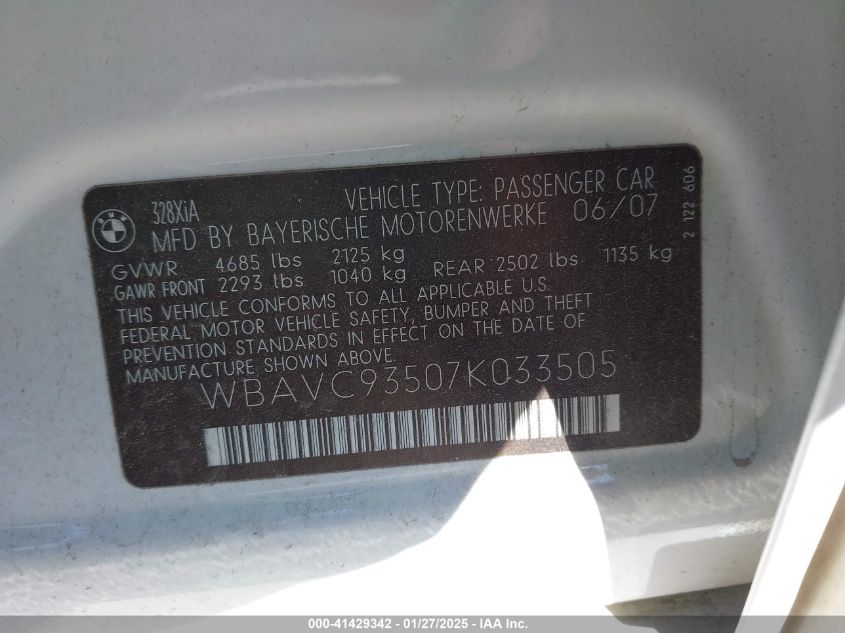 328XiA VEHICLE TYPE: PASSENGER CAR
MFD BY BAYERISCHE MOTORENWERKE 06/07
GVWR 4685 lbs 2125 kg
GAWR FRONT 2293 lbs 1040 kg REAR 2502 lbs 1135 kg
THIS VEHICLE CONFORMS TO ALL APPLICABLE U.S.
FEDERAL MOTOR VEHICLE SAFETY, BUMPER AND THEFT
PREVENTION STANDARDS IN EFFECT ON THE DATE OF
MANUFACTURE SHOWN ABOVE.
WBAVC93507K033505
2 122 606
000-41429342 / 01/27/2025 - IAA Inc.